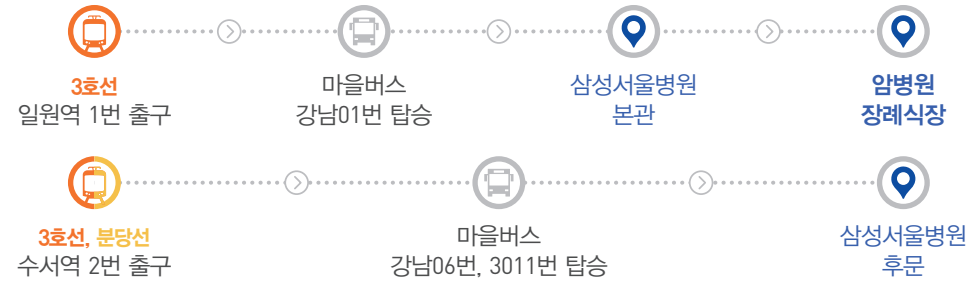 3호선
일원역 1번 출구
마을버스
강남01번 탑승
삼성서울병원
본관
암병원
장례식장
3호선, 분당선
수서역 2번 출구
마을버스
강남06번, 3011번 탑승
삼성서울병원
후문